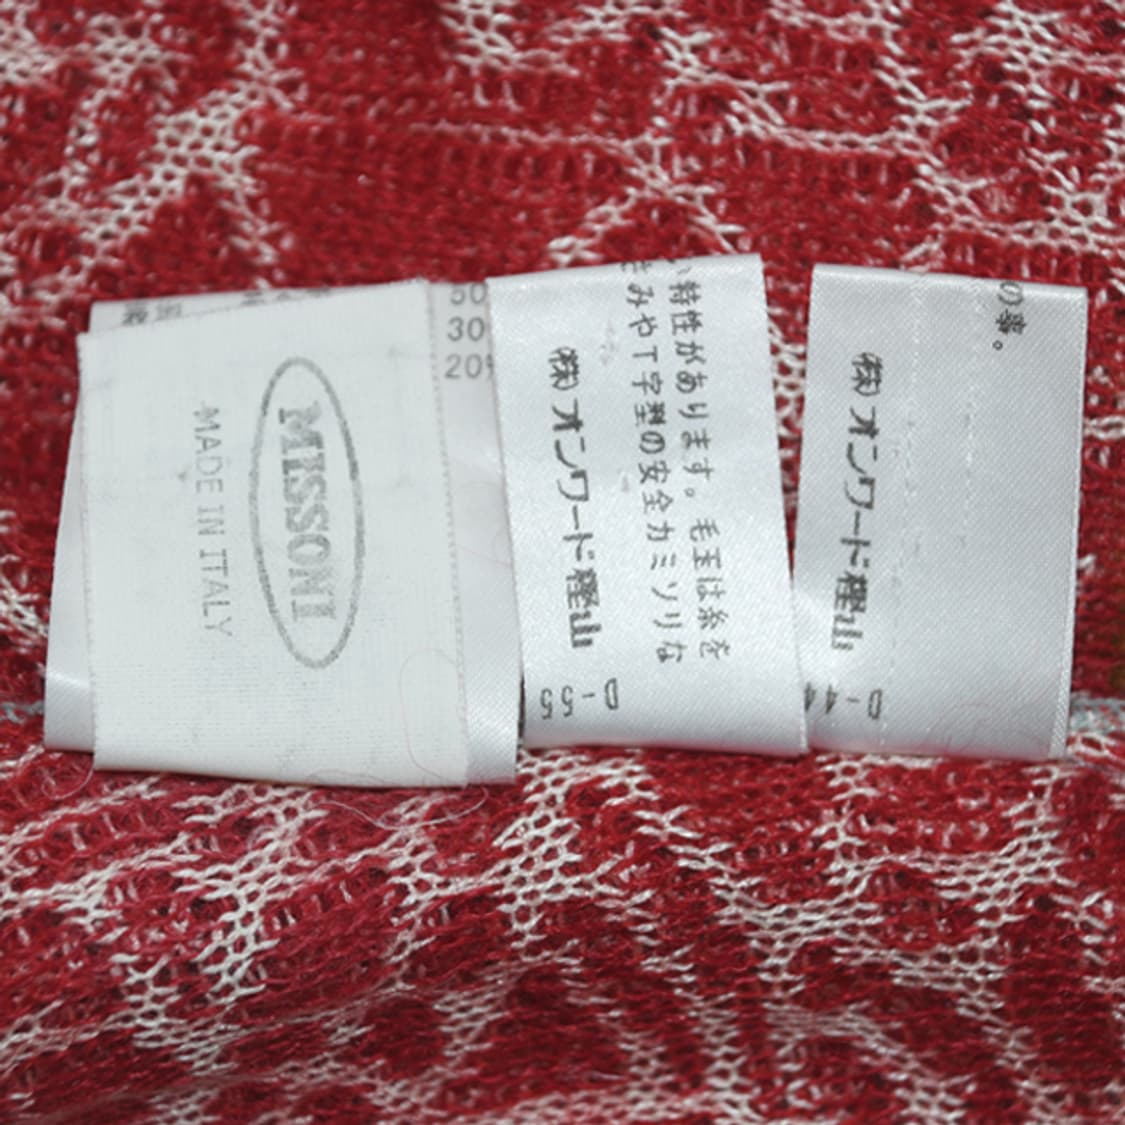 MISSONI
MADE IN ITALY
30
20%
い特性があります。毛玉は糸を
みやT字型の安全カミソリな
㈱オンワード樫山
D-55
の事。
㈱オンワード樫山
D-44